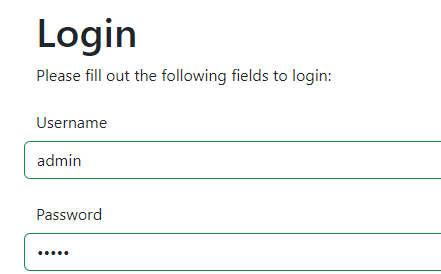 Login
Please fill out the following fields to login:
Username
admin
Password
•••••